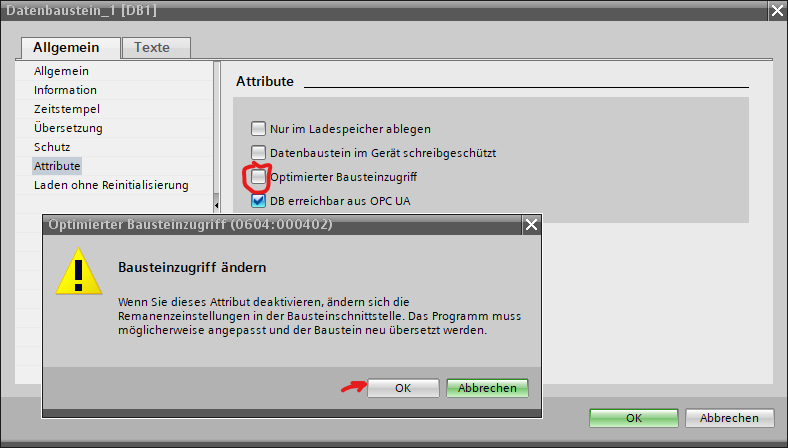 Datenbaustein_1 [DB1]
Allgemein
Texte
Allgemein
Information
Zeitstempel
Übersetzung
Schutz
Attribute
Laden ohne Reinitialisierung
Attribute
Nur im Ladespeicher ablegen
Datenbaustein im Gerät schreibgeschützt
Optimierter Bausteinzugriff
DB erreichbar aus OPC UA
Optimierter Bausteinzugriff (0604:000402)
Bausteinzugriff ändern
Wenn Sie dieses Attribut deaktivieren, ändern sich die
Remanenzeinstellungen in der Bausteinschnittstelle. Das Programm muss
möglicherweise angepasst und der Baustein neu übersetzt werden.
OK
Abbrechen
OK
Abbrechen